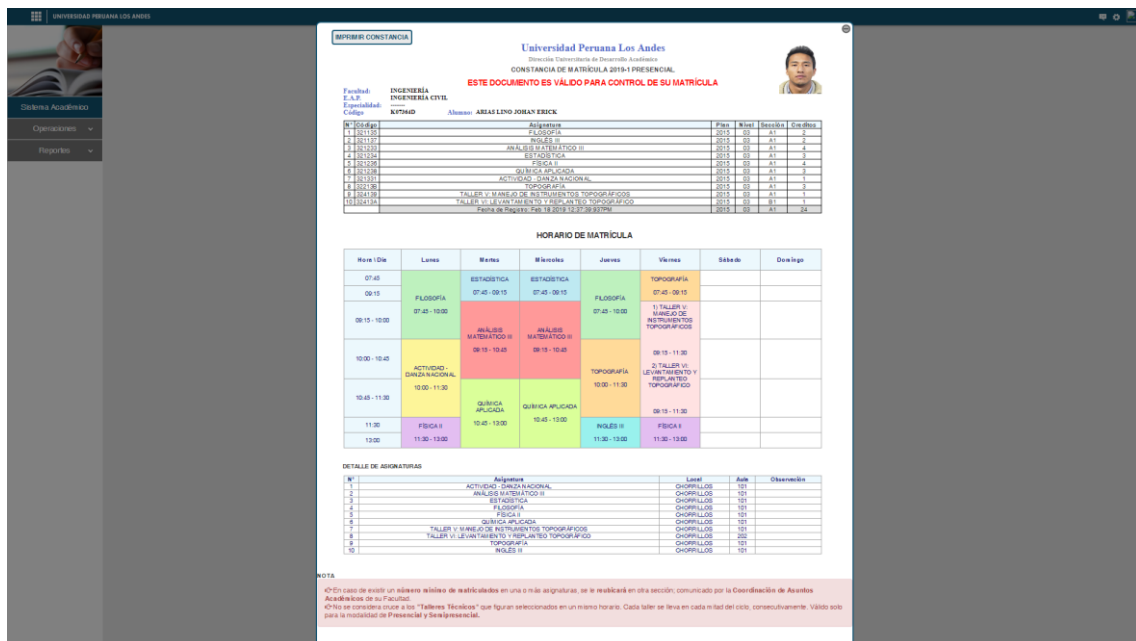 UNIVERSIDAD PERUANA LOS ANDES
Sistema Académico
Operaciones
Reportes
IMPRIMIR CONSTANCIA
Universidad Peruana Los Andes
Dirección Universitaria de Desarrollo Académico
CONSTANCIA DE MATRÍCULA 2019-1 PRESENCIAL
ESTE DOCUMENTO ES VÁLIDO PARA CONTROL DE SU MATRÍCULA
Facultad: INGENIERÍA
E.A.P. INGENIERÍA CIVIL
Especialidad: -------
Código K07364D Alumno: ARIAS LINO JOHAN ERICK
N° Código Asignatura Plan Nivel Sección Creditos
1 321135 FILOSOFÍA 2015 03 A1 2
2 321137 INGLÉS III 2015 03 A1 2
3 321233 ANÁLISIS MATEMÁTICO III 2015 03 A1 4
4 321234 ESTADÍSTICA 2015 03 A1 3
5 321236 FÍSICA II 2015 03 A1 4
6 321238 QUÍMICA APLICADA 2015 03 A1 3
7 321331 ACTIVIDAD - DANZA NACIONAL 2015 03 A1 1
8 32213B TOPOGRAFÍA 2015 03 A1 3
9 324139 TALLER V: MANEJO DE INSTRUMENTOS TOPOGRÁFICOS 2015 03 A1 1
10 32413A TALLER VI: LEVANTAMIENTO Y REPLANTEO TOPOGRÁFICO 2015 03 B1 1
Fecha de Registro: Feb 18 2019 12:37:39:937PM 2015 03 A1 24
HORARIO DE MATRÍCULA
Hora \ Día Lunes Martes Miercoles Jueves Viernes Sábado Domingo
07:45 ESTADÍSTICA ESTADÍSTICA TOPOGRAFÍA
09:15 07:45 - 09:15 07:45 - 09:15 07:45 - 09:15
FILOSOFÍA FILOSOFÍA
07:45 - 10:00 07:45 - 10:00
1) TALLER V:
MANEJO DE
INSTRUMENTOS
TOPOGRÁFICOS
09:15 - 10:00
ANÁLISIS ANÁLISIS
MATEMÁTICO III MATEMÁTICO III
09:15 - 10:45 09:15 - 10:45 09:15 - 11:30
10:00 - 10:45
2) TALLER VI:
LEVANTAMIENTO Y
REPLANTEO
TOPOGRÁFICO
ACTIVIDAD -
DANZA NACIONAL TOPOGRAFÍA
10:00 - 11:30 10:00 - 11:30
10:45 - 11:30
QUÍMICA
APLICADA QUÍMICA APLICADA
09:15 - 11:30
10:45 - 13:00 10:45 - 13:00
11:30 FÍSICA II INGLÉS III FÍSICA II
13:00 11:30 - 13:00 11:30 - 13:00 11:30 - 13:00
DETALLE DE ASIGNATURAS
N° Asignatura Local Aula Observación
1 ACTIVIDAD - DANZA NACIONAL CHORRILLOS 101
2 ANÁLISIS MATEMÁTICO III CHORRILLOS 101
3 ESTADÍSTICA CHORRILLOS 101
4 FILOSOFÍA CHORRILLOS 101
5 FÍSICA II CHORRILLOS 101
6 QUÍMICA APLICADA CHORRILLOS 101
7 TALLER V: MANEJO DE INSTRUMENTOS TOPOGRÁFICOS CHORRILLOS 101
8 TALLER VI: LEVANTAMIENTO Y REPLANTEO TOPOGRÁFICO CHORRILLOS 202
9 TOPOGRAFÍA CHORRILLOS 101
10 INGLÉS III CHORRILLOS 101
NOTA
En caso de existir un número mínimo de matriculados en una o más asignaturas, se le reubicará en otra sección; comunicado por la Coordinación de Asuntos
Académicos de su Facultad.
No se considera cruce a los "Talleres Técnicos" que figuran seleccionados en un mismo horario. Cada taller se lleva en cada mitad del ciclo, consecutivamente. Válido solo
para la modalidad de Presencial y Semipresencial.